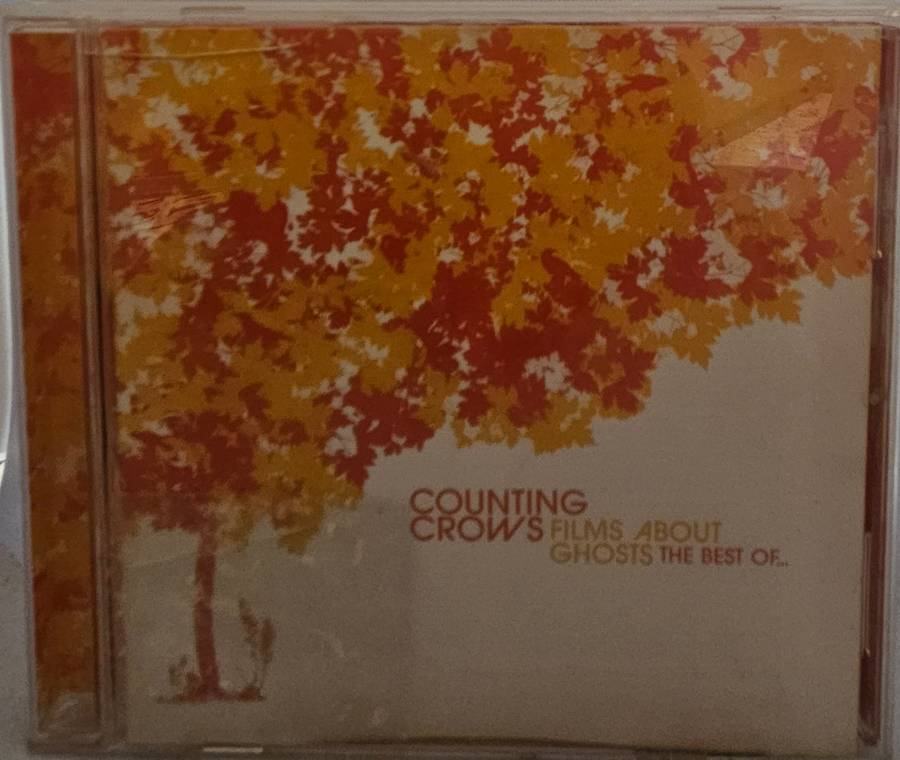 COUNTING
CROWS FILMS ABOUT
GHOSTS THE BEST OF...